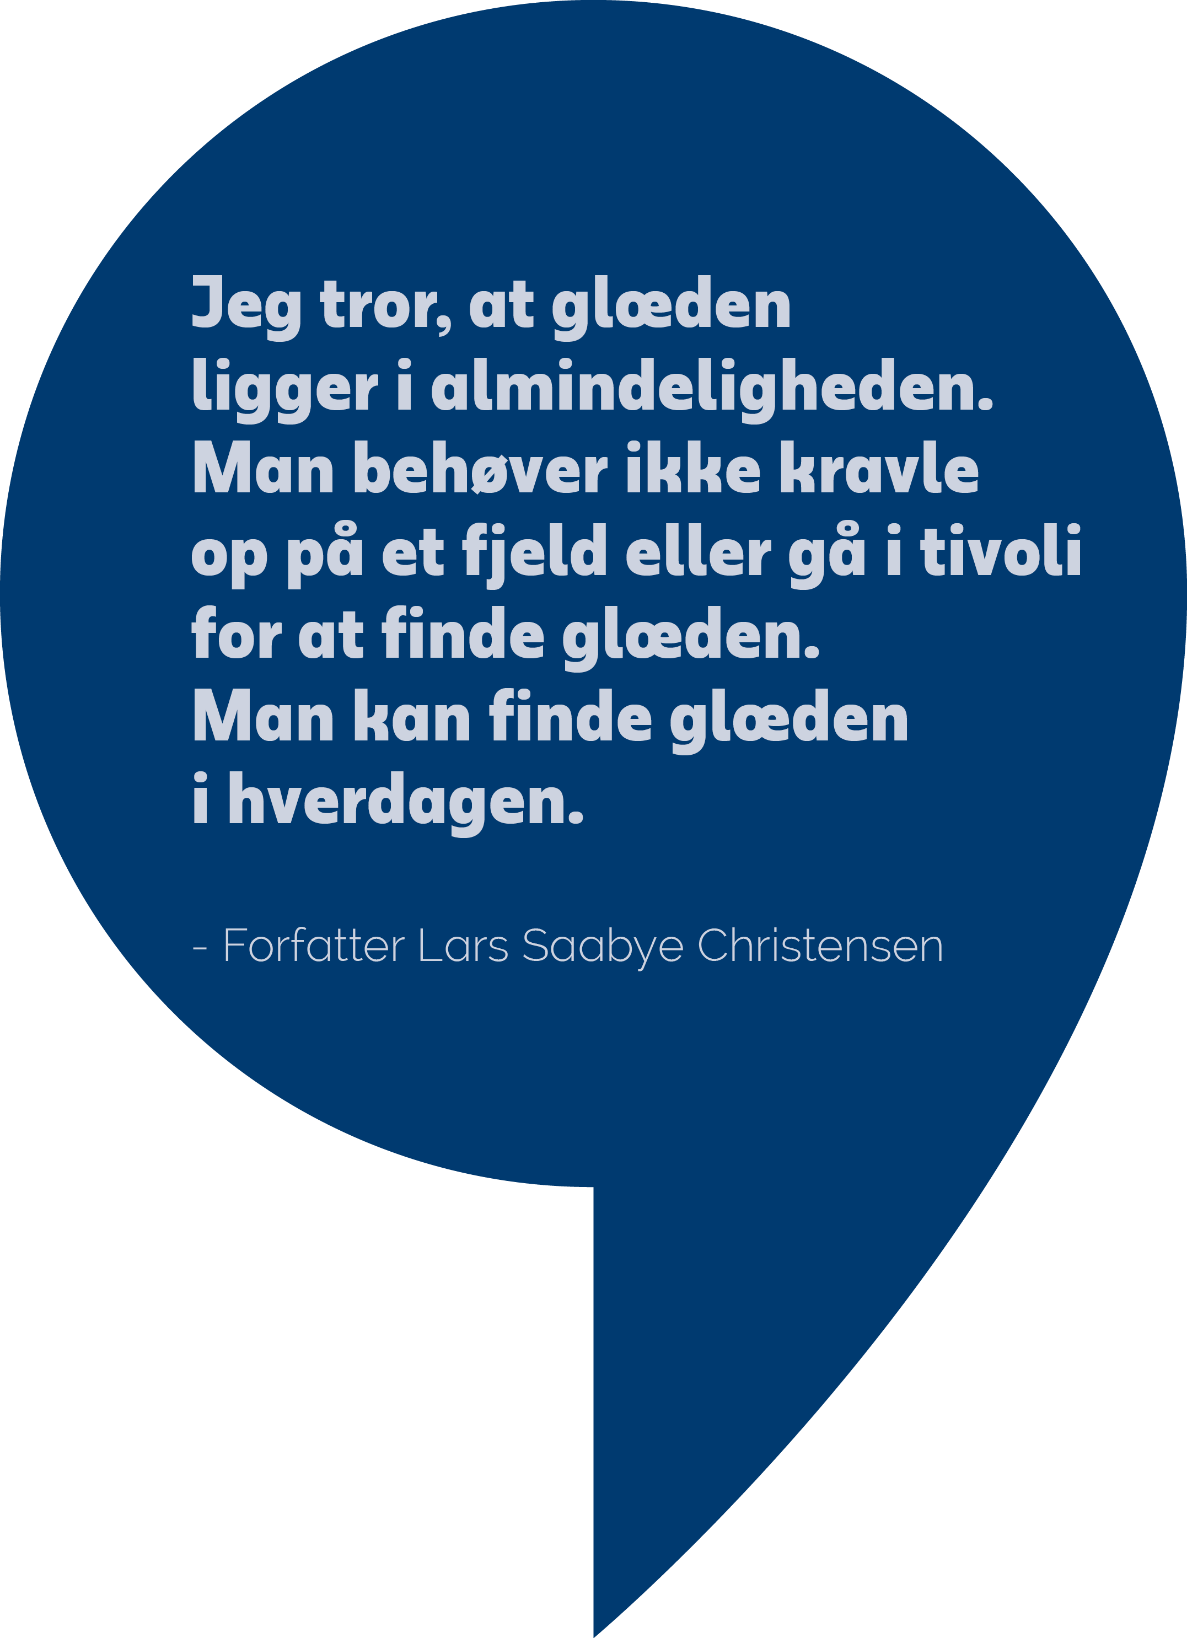 Jeg tror, at glæden
ligger i almindeligheden.
Man behøver ikke kravle
op på et fjeld eller gå i tivoli
for at finde glæden.
Man kan finde glæden
i hverdagen.
- Forfatter Lars Saabye Christensen